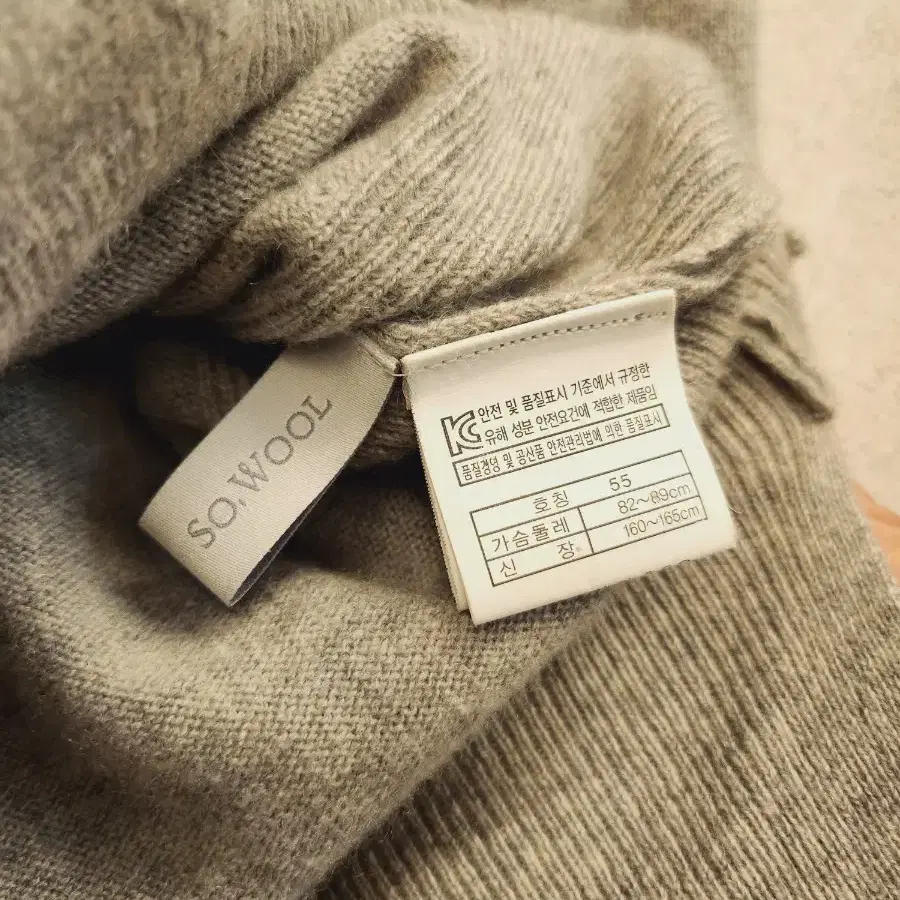 SO.WOOL
안전 및 품질표시 기준에서 규정한
유해 성분 안전요건에 적합한 제품임
품질경영 및 공산품 안전관리법에 의한 품질표시
호칭 55
가슴둘레 82~89cm
신 장 160~165cm